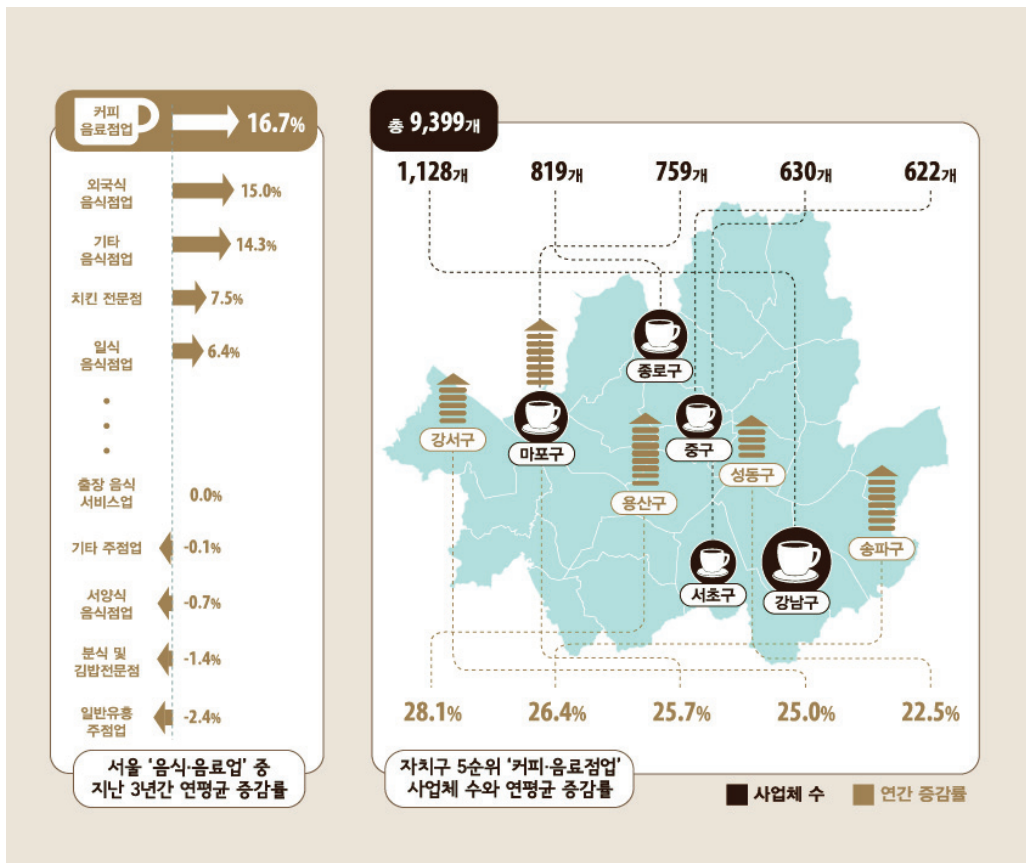 커피
음료점업
16.7%
외국식
음식점업
15.0%
기타
음식점업
14.3%
치킨 전문점
7.5%
일식
음식점업
6.4%
출장 음식
서비스업
0.0%
기타 주점업
-0.1%
서양식
음식점업
-0.7%
분식 및
김밥전문점
-1.4%
일반유흥
주점업
-2.4%
서울 '음식·음료업' 중
지난 3년간 연평균 증감률
총 9,399개
1,128개 819개 759개 630개 622개
종로구
강서구
마포구
중구
성동구
용산구
송파구
서초구
강남구
28.1% 26.4% 25.7% 25.0% 22.5%
자치구 5순위 '커피·음료점업'
사업체 수와 연평균 증감률
사업체 수 연간 증감률